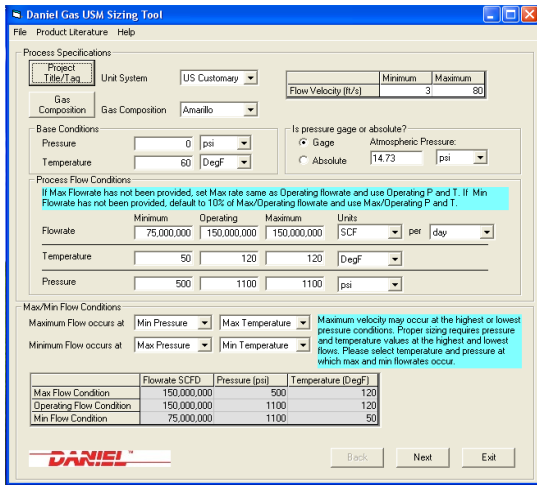 Daniel Gas USM Sizing Tool
File Product Literature Help
Process Specifications
Project Title/Tag Unit System US Customary
Minimum Maximum
Flow Velocity (ft/s) 3 80
Gas Composition Gas Composition Amarillo
Base Conditions
Pressure 0 psi
Temperature 60 DegF
Is pressure gage or absolute?
Gage Atmospheric Pressure:
Absolute 14.73 psi
Process Flow Conditions
If Max Flowrate has not been provided, set Max rate same as Operating flowrate and use Operating P and T. If Min
Flowrate has not been provided, default to 10% of Max/Operating flowrate and use Max/Operating P and T.
Minimum Operating Maximum Units
Flowrate 75,000,000 150,000,000 150,000,000 SCF per day
Temperature 50 120 120 DegF
Pressure 500 1100 1100 psi
Max/Min Flow Conditions
Maximum Flow occurs at Min Pressure Max Temperature
Minimum Flow occurs at Max Pressure Min Temperature
Maximum velocity may occur at the highest or lowest
pressure conditions. Proper sizing requires pressure
and temperature values at the highest and lowest
flows. Please select temperature and pressure at
which max and min flowrates occur.
Flowrate SCFD Pressure (psi) Temperature (DegF)
Max Flow Condition 150,000,000 500 120
Operating Flow Condition 150,000,000 1100 120
Min Flow Condition 75,000,000 1100 50
DANIEL™
Back Next Exit